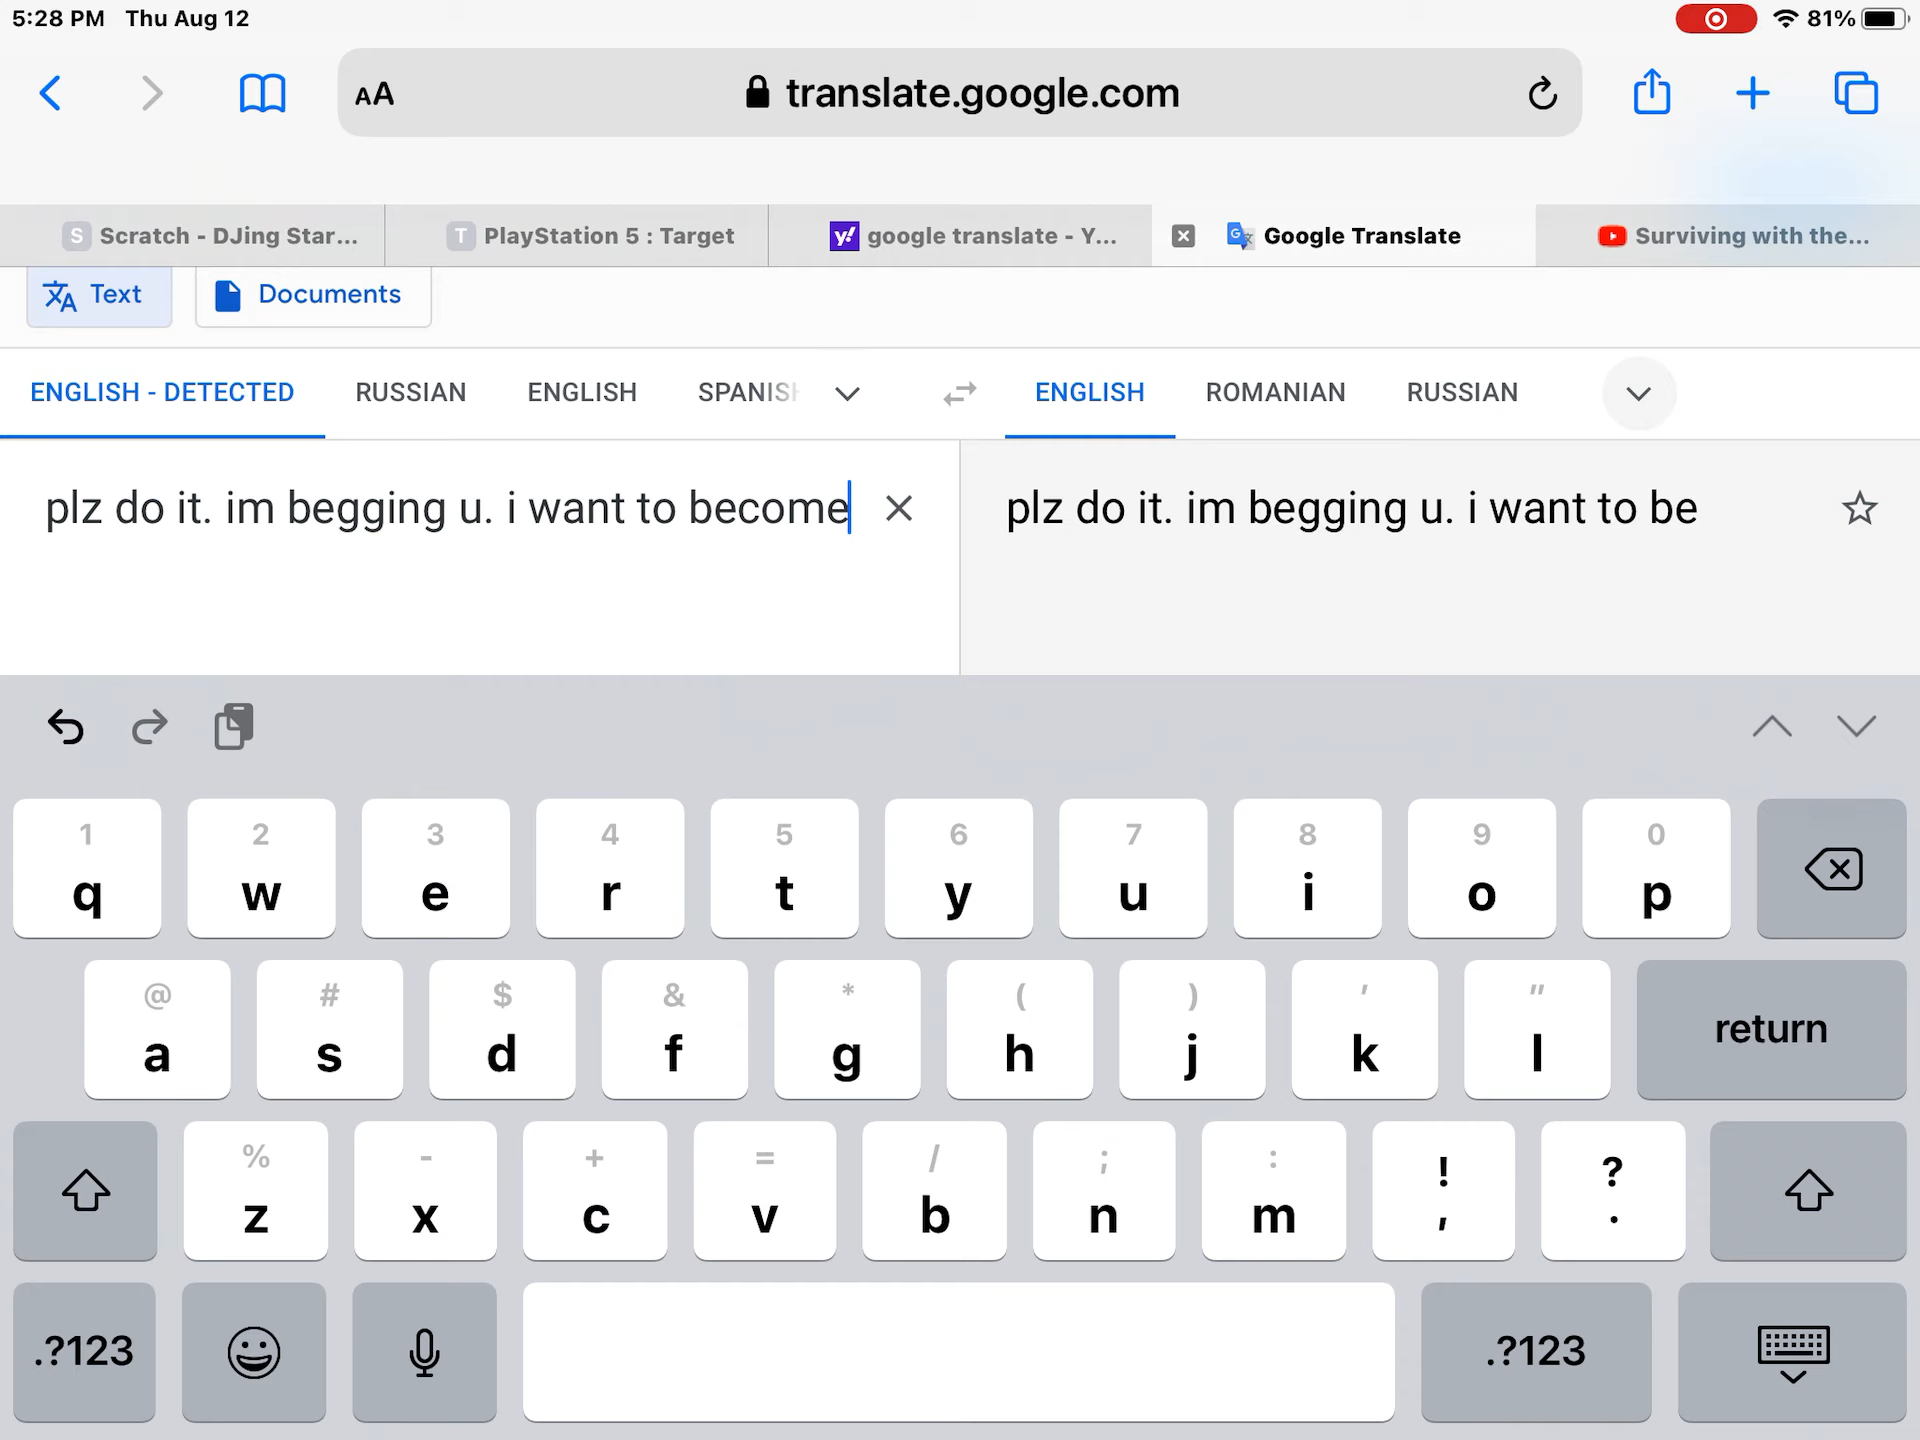 5:28 PM Thu Aug 12
81%
AA
translate.google.com
S Scratch - DJing Star...
T PlayStation 5 : Target
y! google translate - Y...
Google Translate
Surviving with the...
Text
Documents
ENGLISH - DETECTED RUSSIAN ENGLISH SPANISH
ENGLISH ROMANIAN RUSSIAN
plz do it. im begging u. i want to become
plz do it. im begging u. i want to be
1 2 3 4 5 6 7 8 9 0
q w e r t y u i o p
@ # $ & * ( ) ' "
a s d f g h j k l return
% - + = / ; : ! ?
z x c v b n m , .
.?123 .?123